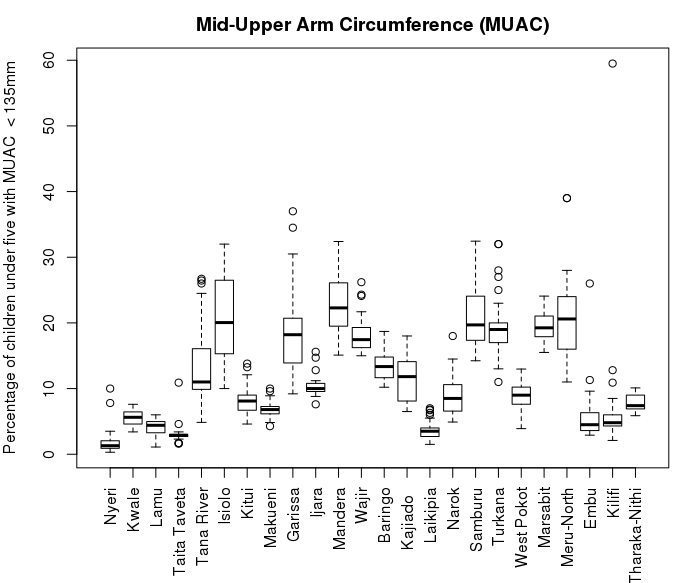 Mid-Upper Arm Circumference (MUAC)
Percentage of children under five with MUAC < 135mm
60
50
40
30
20
10
0
Nyeri
Kwale
Lamu
Taita Taveta
Tana River
Isiolo
Kitui
Makueni
Garissa
Ijara
Mandera
Wajir
Baringo
Kajiado
Laikipia
Narok
Samburu
Turkana
West Pokot
Marsabit
Meru-North
Embu
Kilifi
Tharaka-Nithi